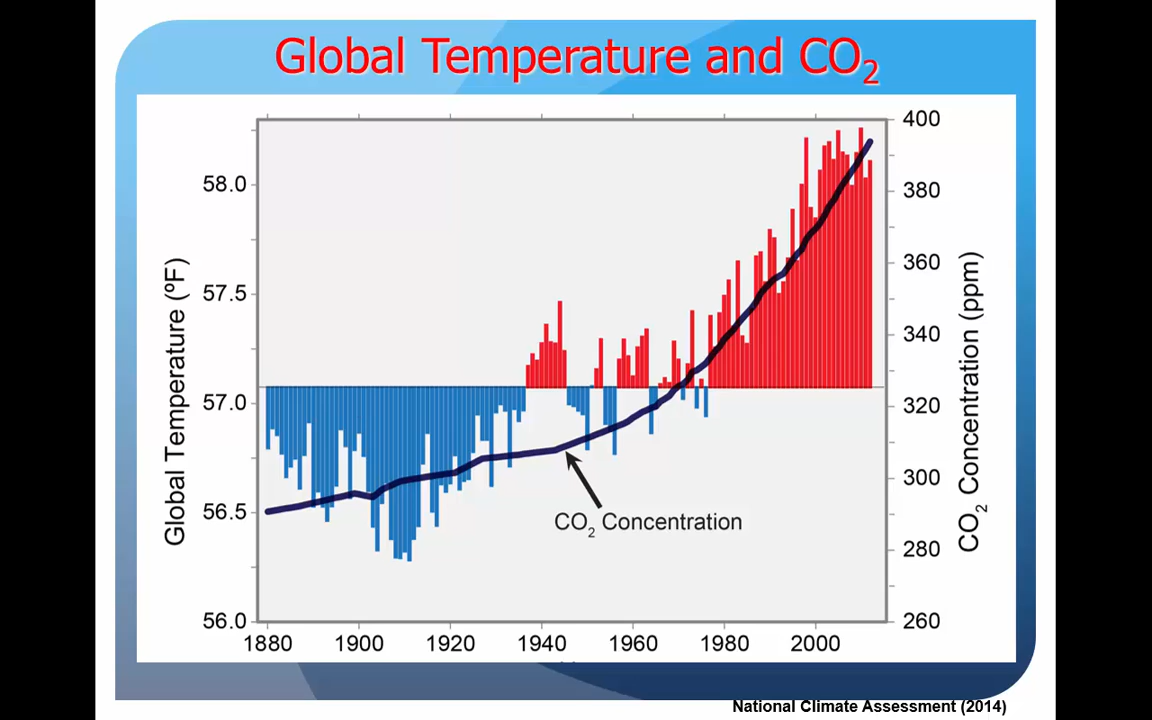 Global Temperature and CO2
Global Temperature (ºF)
58.0
57.5
57.0
56.5
56.0
400
380
360
340
320
300
280
260
CO2 Concentration (ppm)
CO2 Concentration
1880 1900 1920 1940 1960 1980 2000
National Climate Assessment (2014)